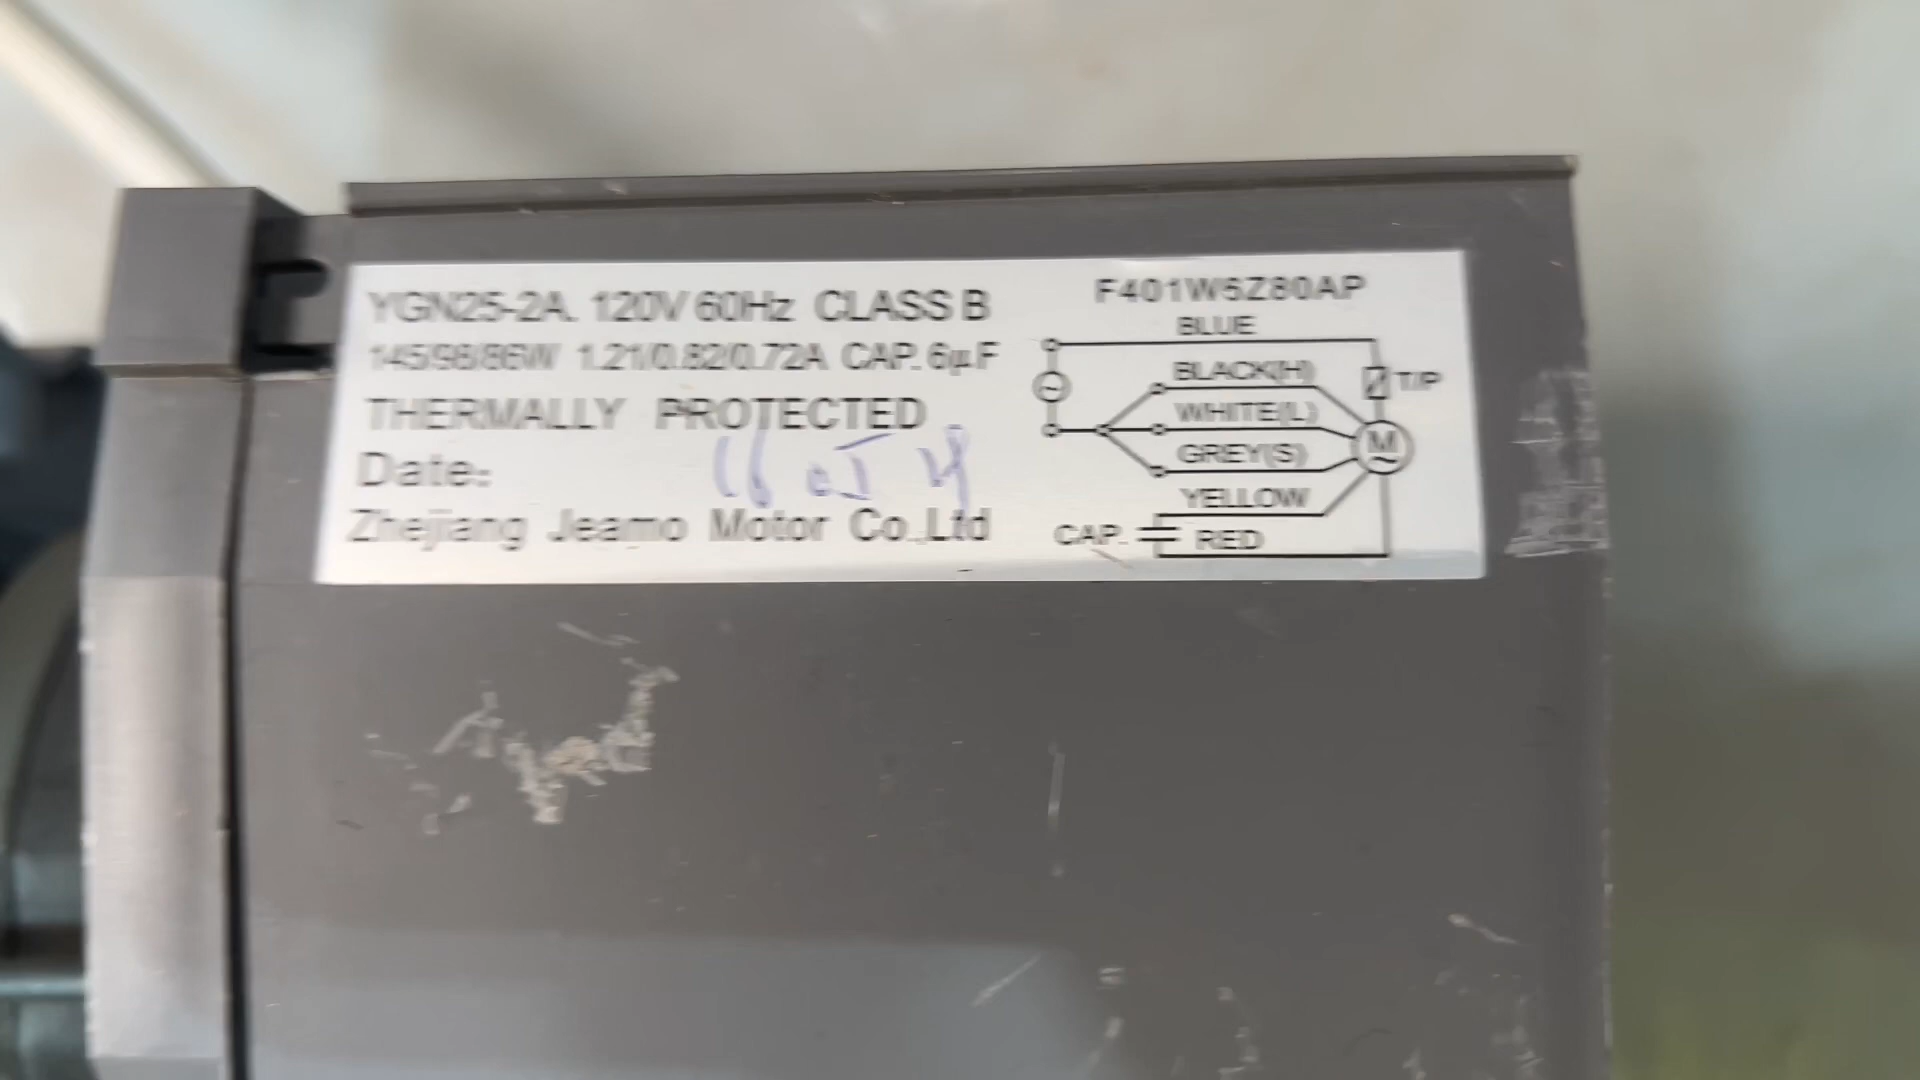 YGN25-2A. 120V 60Hz CLASS B
145/98/86W 1.21/0.82/0.72A CAP. 6μF
THERMALLY PROTECTED
Date:
Zhejiang Jeamo Motor Co.,Ltd
F401W6Z80AP
BLUE
BLACK(H)
T/P
WHITE(L)
M
GREY(S)
YELLOW
CAP.
RED